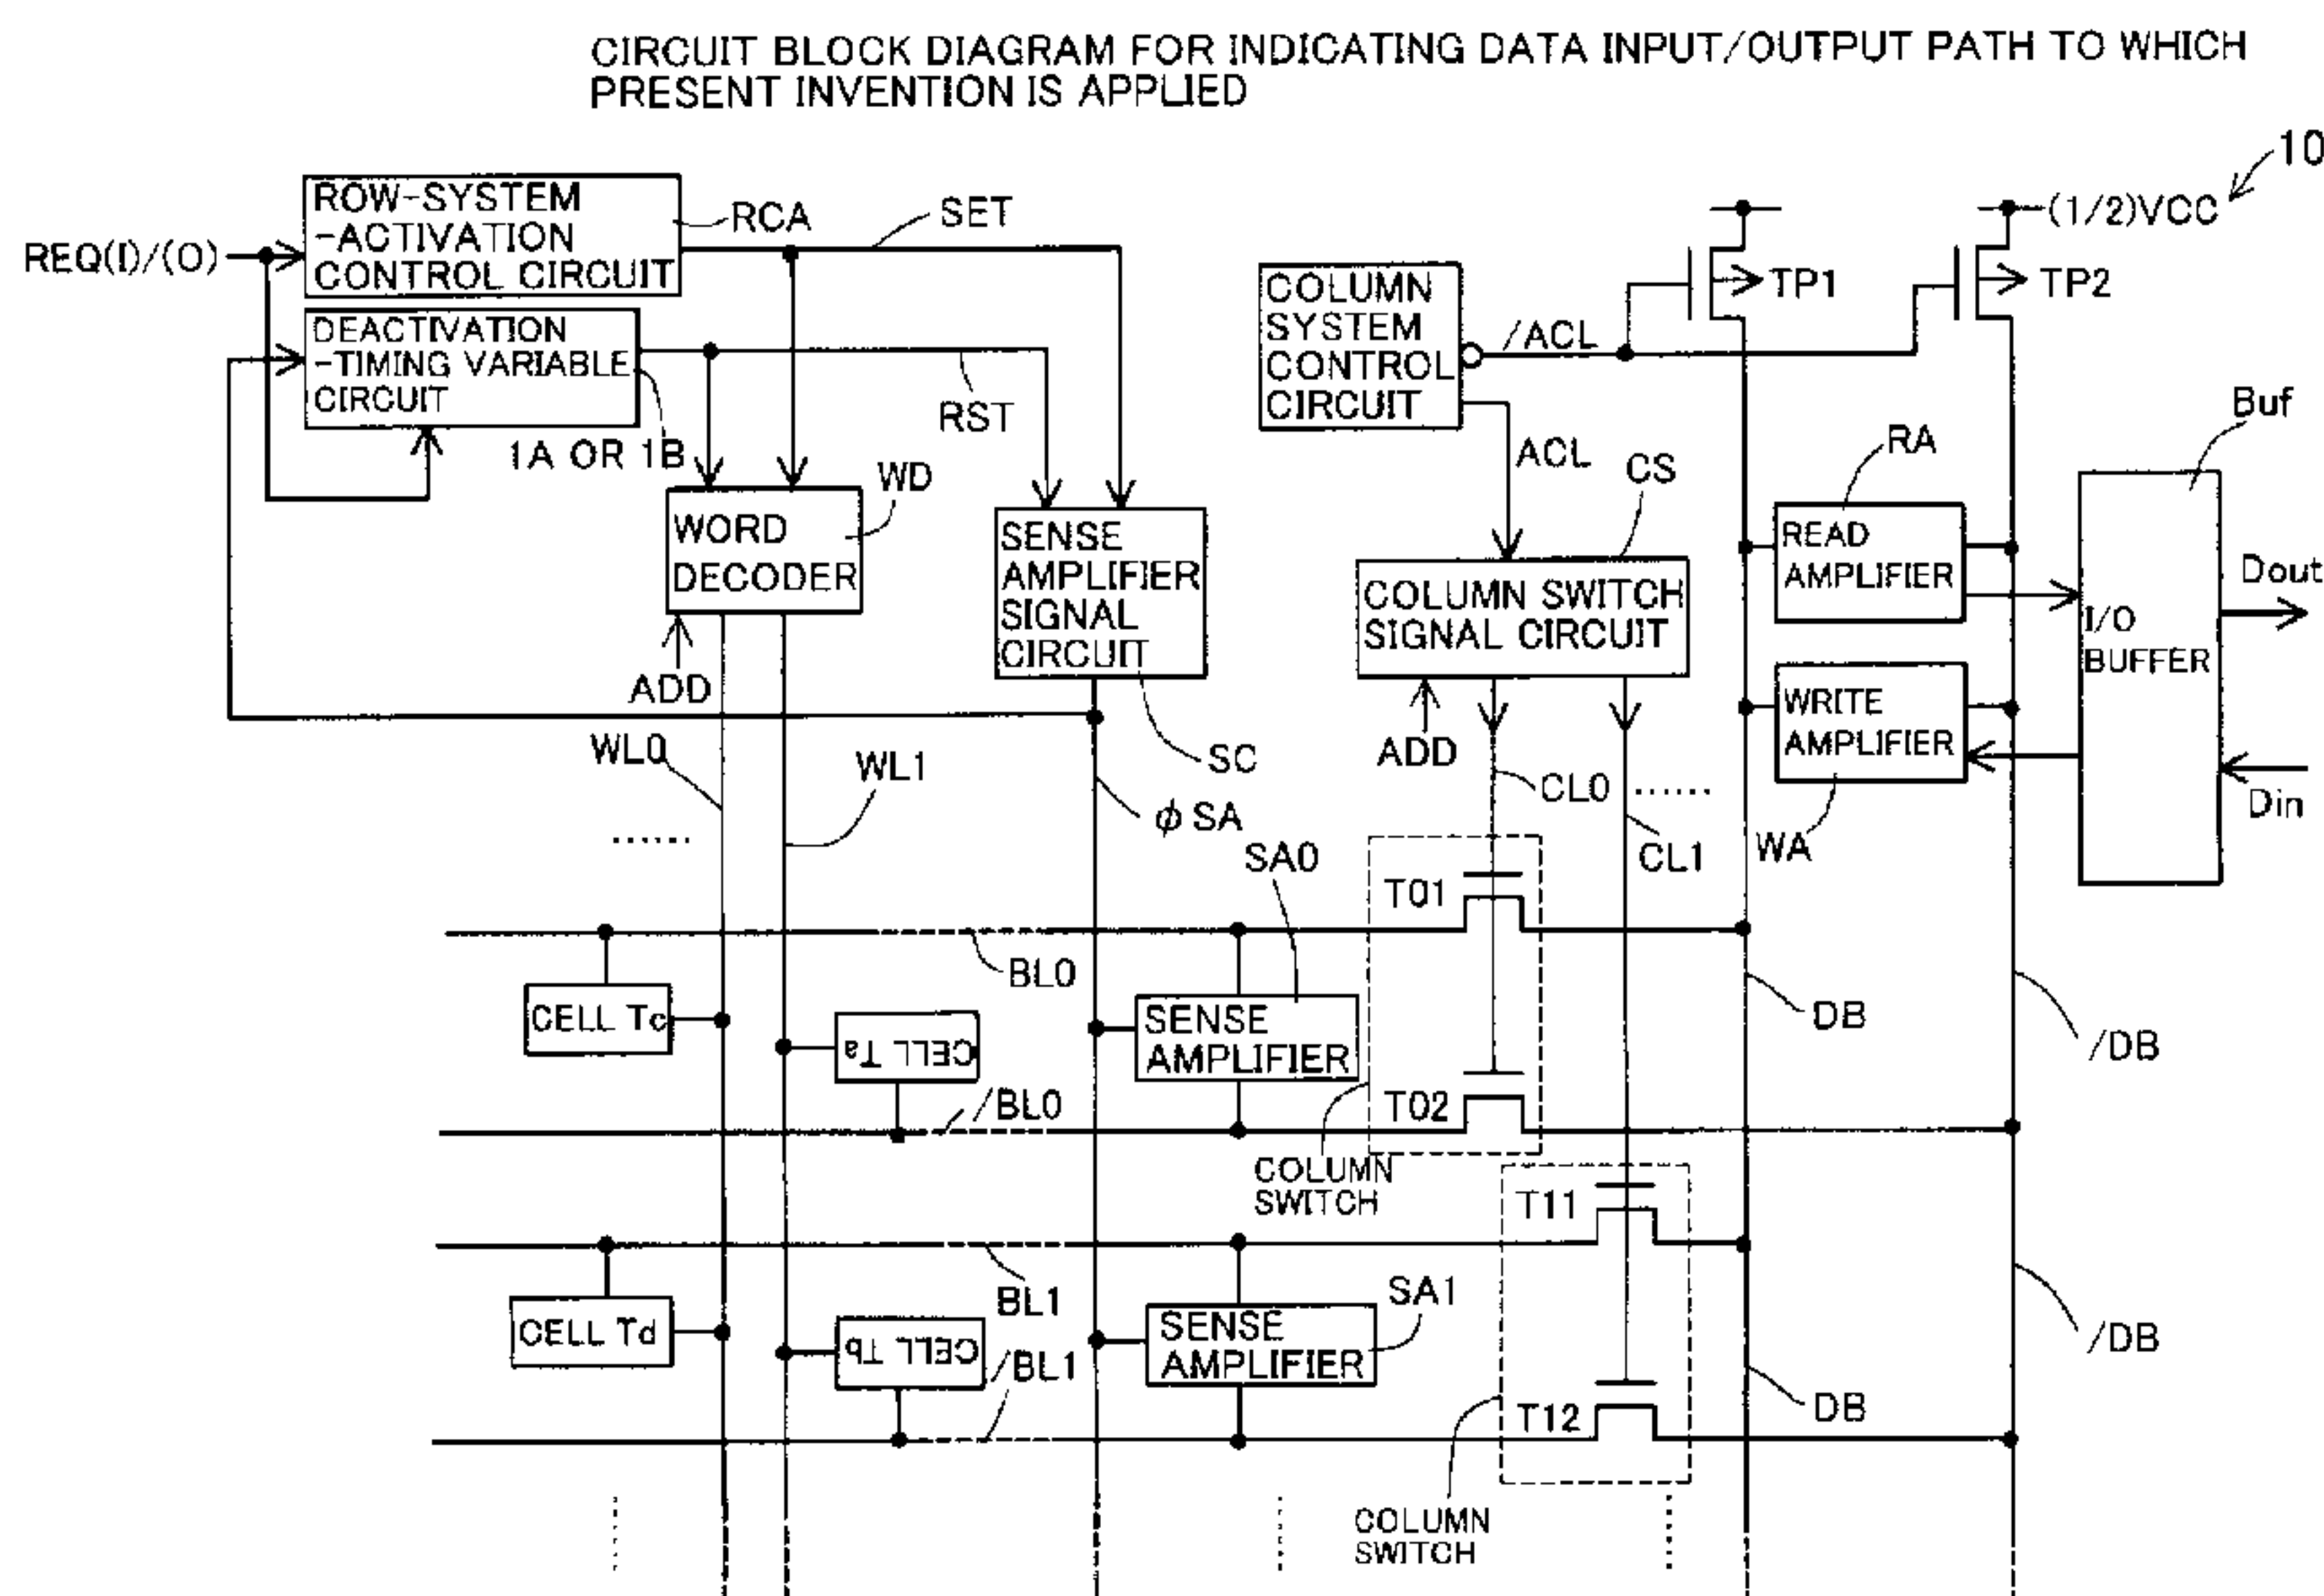 CIRCUIT BLOCK DIAGRAM FOR INDICATING DATA INPUT/OUTPUT PATH TO WHICH
PRESENT INVENTION IS APPLIED
10
ROW-SYSTEM
-ACTIVATION
CONTROL CIRCUIT
RCA
SET
(1/2)VCC
REQ(I)/(O)
TP1
TP2
COLUMN
SYSTEM
CONTROL
CIRCUIT
/ACL
DEACTIVATION
-TIMING VARIABLE
CIRCUIT
RST
1A OR 1B
ACL
CS
RA
Buf
WD
WORD
DECODER
SENSE
AMPLIFIER
SIGNAL
CIRCUIT
COLUMN SWITCH
SIGNAL CIRCUIT
READ
AMPLIFIER
I/O
BUFFER
Dout
ADD
ADD
WRITE
AMPLIFIER
Din
WL0
WL1
SC
φSA
CL0
......
CL1
WA
......
SA0
T01
BL0
CELL Tc
CELL Ta
SENSE
AMPLIFIER
DB
/DB
/BL0
T02
COLUMN
SWITCH
T11
BL1
SA1
CELL Td
CELL Tb
SENSE
AMPLIFIER
/DB
/BL1
DB
T12
COLUMN
SWITCH